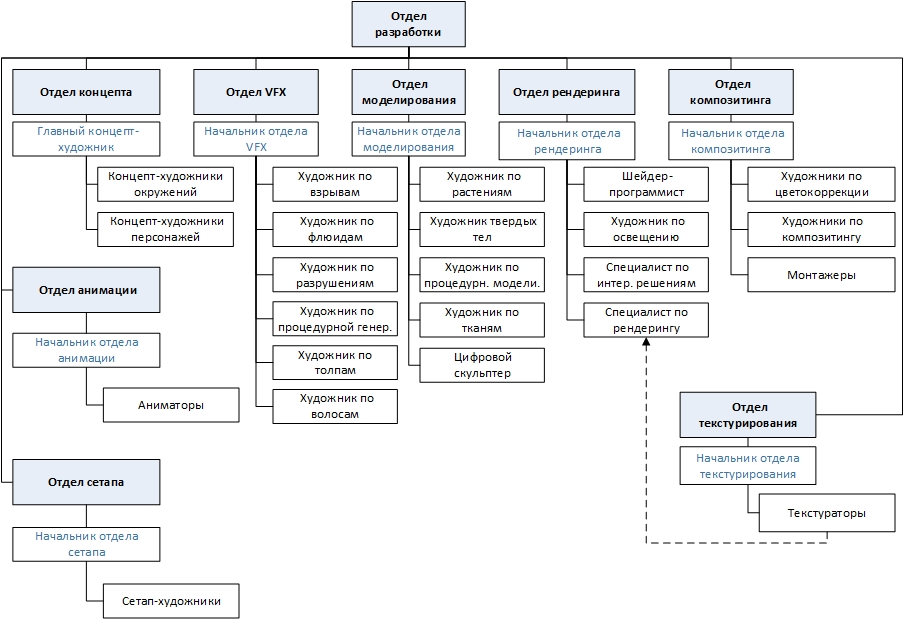 Отдел
разработки
Отдел концепта
Главный концепт-
художник
Концепт-художники
окружений
Концепт-художники
персонажей
Отдел VFX
Начальник отдела
VFX
Художник по
взрывам
Художник по
флюидам
Художник по
разрушениям
Художник по
процедурной генер.
Художник по
толпам
Художник по
волосам
Отдел
моделирования
Начальник отдела
моделирования
Художник по
растениям
Художник твердых
тел
Художник по
процедурн. модели.
Художник по
тканям
Цифровой
скульптер
Отдел рендеринга
Начальник отдела
рендеринга
Шейдер-
программист
Художник по
освещению
Специалист по
интер. решениям
Специалист по
рендерингу
Отдел
композитинга
Начальник отдела
композитинга
Художники по
цветокоррекции
Художники по
композитингу
Монтажеры
Отдел анимации
Начальник отдела
анимации
Аниматоры
Отдел
текстурирования
Начальник отдела
текстурирования
Текстураторы
Отдел сетапа
Начальник отдела
сетапа
Сетап-художники